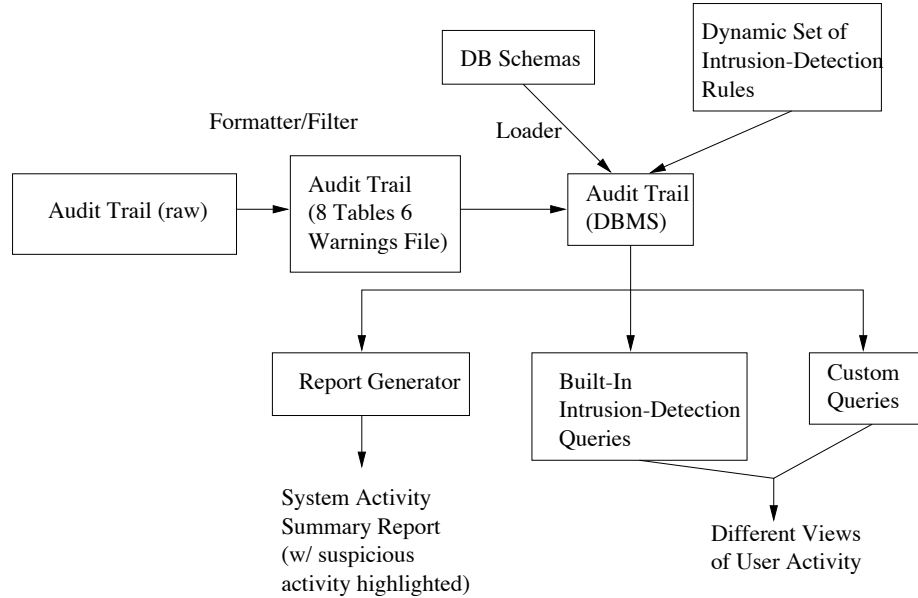 DB Schemas
Dynamic Set of
Intrusion-Detection
Rules
Formatter/Filter
Loader
Audit Trail (raw)
Audit Trail
(8 Tables 6
Warnings File)
Audit Trail
(DBMS)
Report Generator
Built-In
Intrusion-Detection
Queries
Custom
Queries
System Activity
Summary Report
(w/ suspicious
activity highlighted)
Different Views
of User Activity